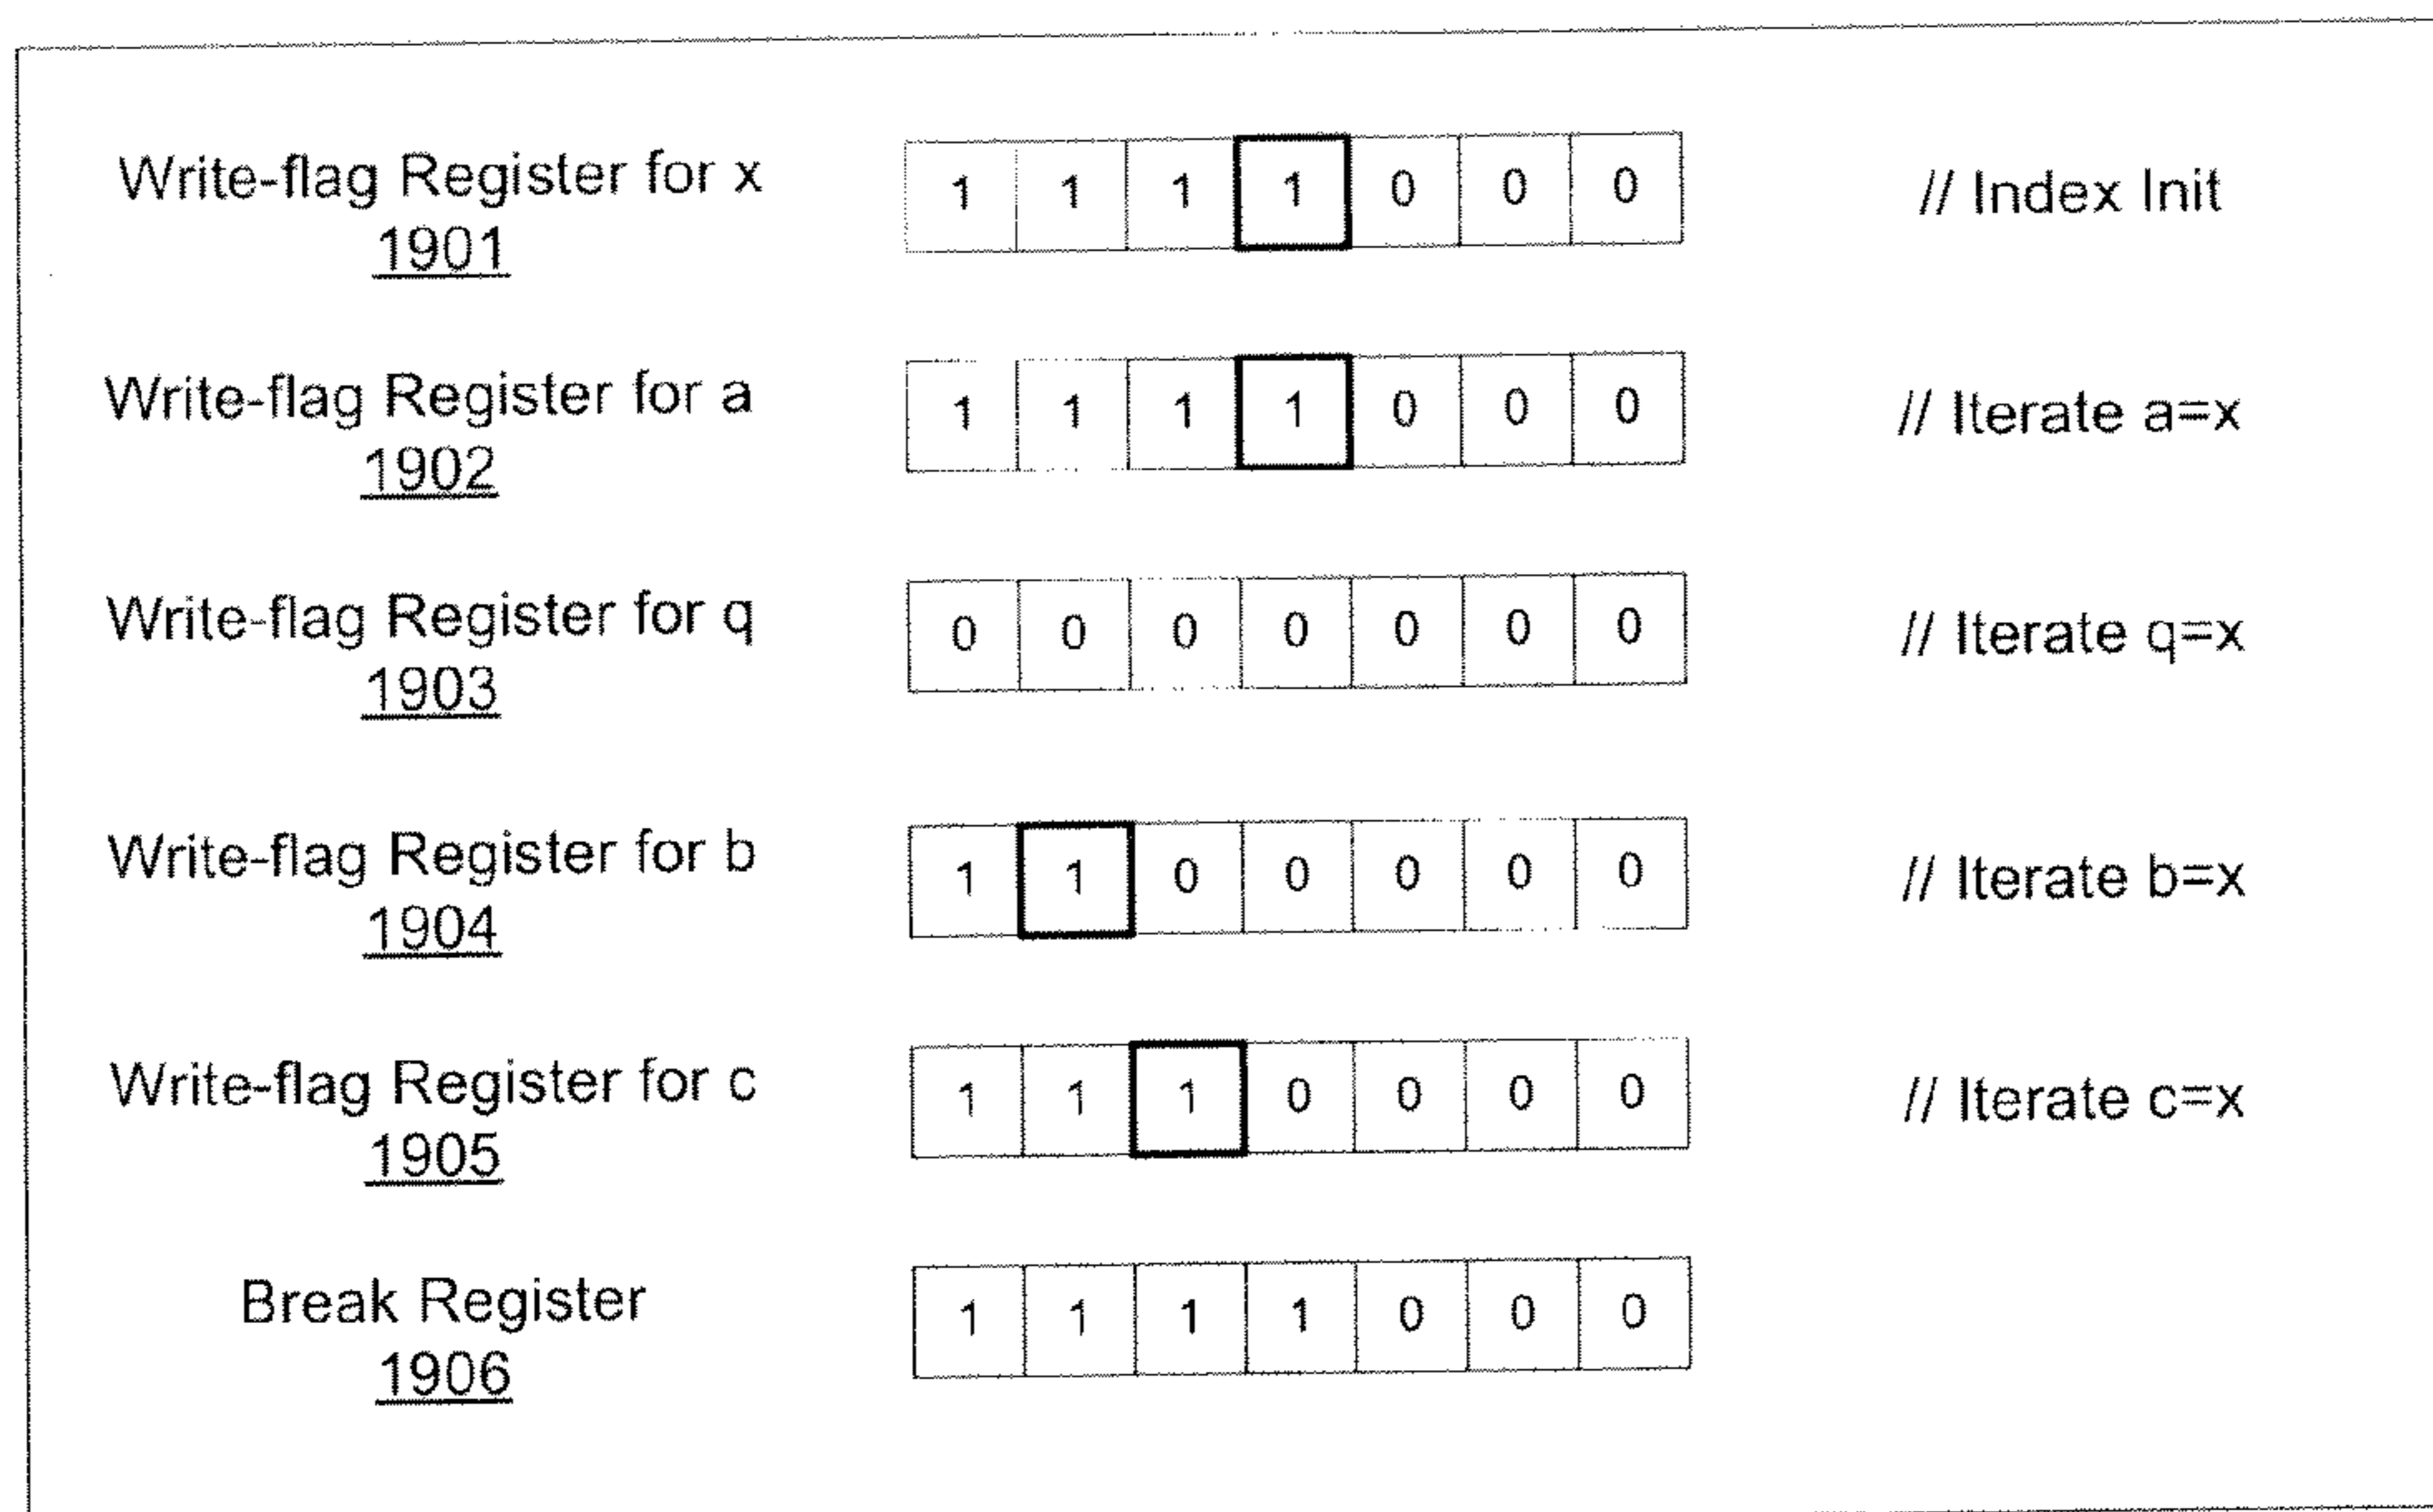 Write-flag Register for x 1 1 1 1 0 0 0 // Index Init
1901
Write-flag Register for a 1 1 1 1 0 0 0 // Iterate a=x
1902
Write-flag Register for q 0 0 0 0 0 0 0 // Iterate q=x
1903
Write-flag Register for b 1 1 0 0 0 0 0 // Iterate b=x
1904
Write-flag Register for c 1 1 1 0 0 0 0 // Iterate c=x
1905
Break Register 1 1 1 1 0 0 0
1906